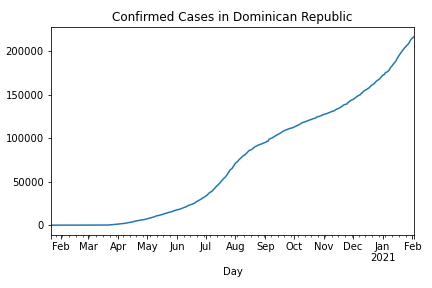 Confirmed Cases in Dominican Republic
200000
150000
100000
50000
0
Feb Mar Apr May Jun Jul Aug Sep Oct Nov Dec Jan Feb
2021
Day